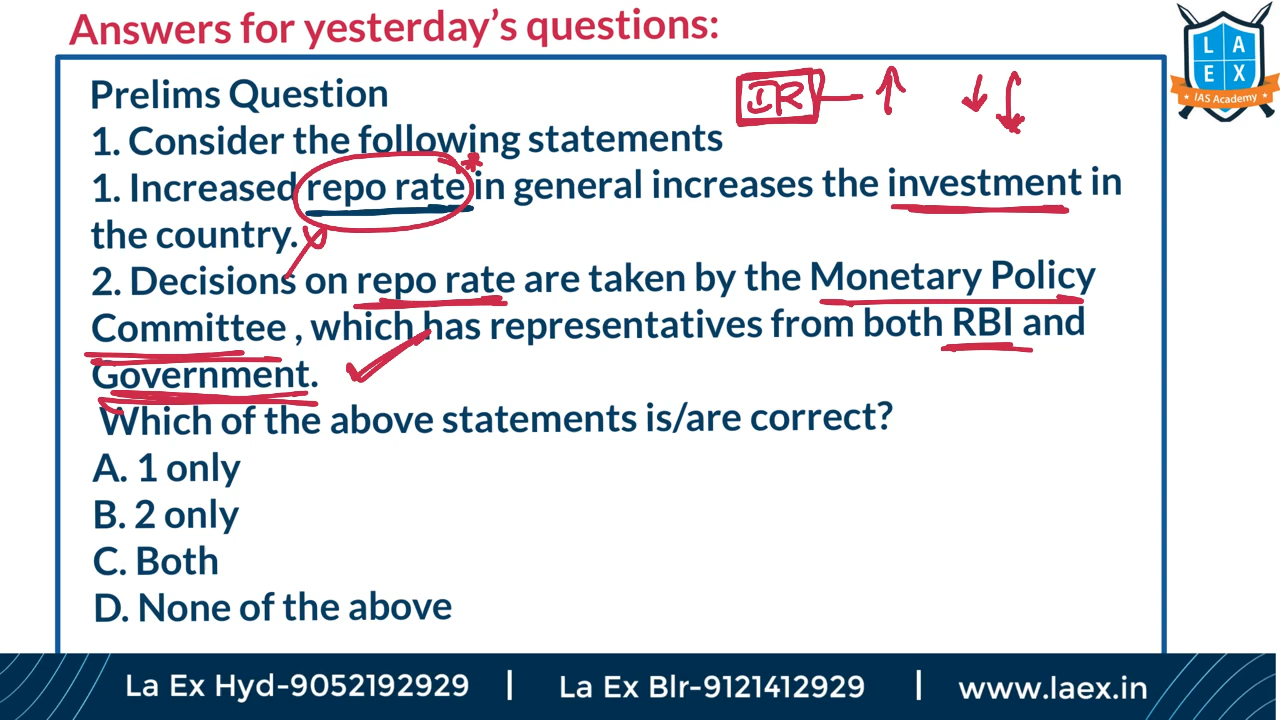 Answers for yesterday's questions:
L A
E X
IAS Academy
IR
Prelims Question
1. Consider the following statements
1. Increased repo rate in general increases the investment in
the country.
2. Decisions on repo rate are taken by the Monetary Policy
Committee , which has representatives from both RBI and
Government.
Which of the above statements is/are correct?
A. 1 only
B. 2 only
C. Both
D. None of the above
La Ex Hyd-9052192929 | La Ex Blr-9121412929 | www.laex.in